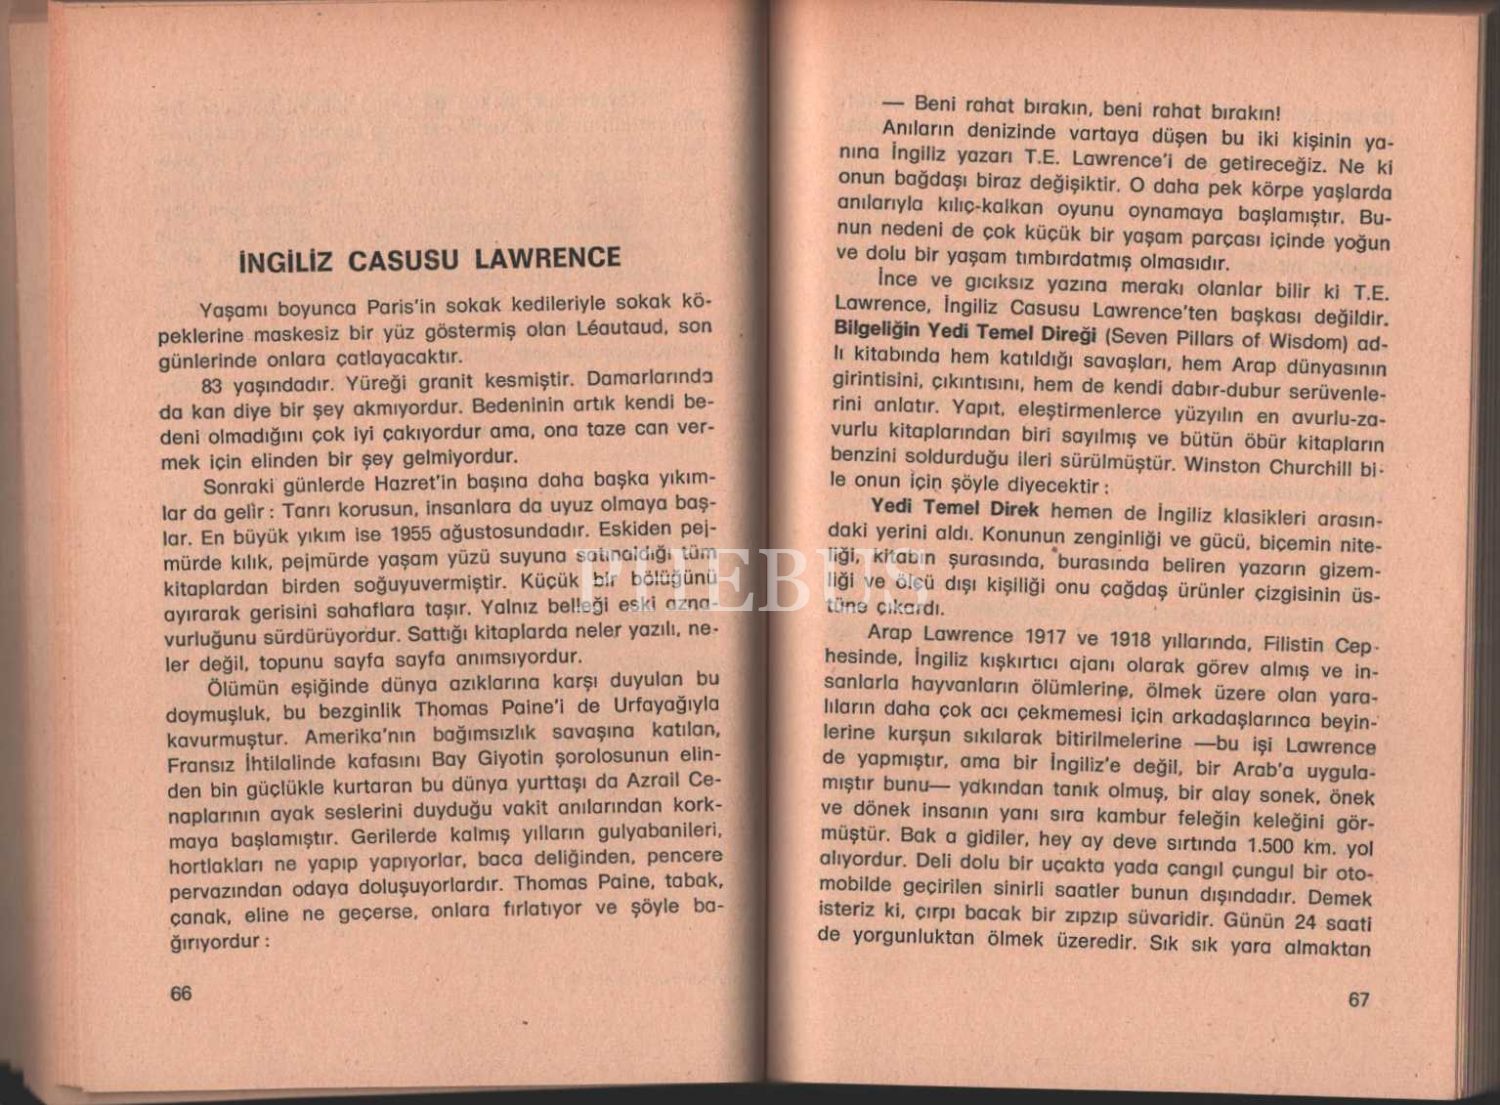 İNGİLİZ CASUSU LAWRENCE
Yaşamı boyunca Paris'in sokak kedileriyle sokak kö-
peklerine maskesiz bir yüz göstermiş olan Léautaud, son
günlerinde onlara çatlayacaktır.
83 yaşındadır. Yüreği granit kesmiştir. Damarlarında
da kan diye bir şey akmıyordur. Bedeninin artık kendi be-
deni olmadığını çok iyi çakıyordur ama, ona taze can ver-
mek için elinden bir şey gelmiyordur.
Sonraki günlerde Hazret'in başına daha başka yıkım-
lar da gelir : Tanrı korusun, insanlara da uyuz olmaya baş-
lar. En büyük yıkım ise 1955 ağustosundadır. Eskiden pej-
mürde kılık, pejmürde yaşam yüzü suyuna satınaldığı tüm
kitaplardan birden soğuyuvermiştir. Küçük bir bölüğünü
ayırarak gerisini sahaflara taşır. Yalnız belleği eski azna-
vurluğunu sürdürüyordur. Sattığı kitaplarda neler yazılı, ne-
ler değil, topunu sayfa sayfa anımsıyordur.
Ölümün eşiğinde dünya azıklarına karşı duyulan bu
doymuşluk, bu bezginlik Thomas Paine'i de Urfayağıyla
kavurmuştur. Amerika'nın bağımsızlık savaşına katılan,
Fransız İhtilalinde kafasını Bay Giyotin şorolosunun elin-
den bin güçlükle kurtaran bu dünya yurttaşı da Azrail Ce-
naplarının ayak seslerini duyduğu vakit anılarından kork-
maya başlamıştır. Gerilerde kalmış yılların gulyabanileri,
hortlakları ne yapıp yapıyorlar, baca deliğinden, pencere
pervazından odaya doluşuyorlardır. Thomas Paine, tabak,
çanak, eline ne geçerse, onlara fırlatıyor ve şöyle ba-
ğırıyordur :
66
— Beni rahat bırakın, beni rahat bırakın!
Anıların denizinde vartaya düşen bu iki kişinin ya-
nına İngiliz yazarı T.E. Lawrence'i de getireceğiz. Ne ki
onun bağdaşı biraz değişiktir. O daha pek körpe yaşlarda
anılarıyla kılıç-kalkan oyunu oynamaya başlamıştır. Bu-
nun nedeni de çok küçük bir yaşam parçası içinde yoğun
ve dolu bir yaşam tımbırdatmış olmasıdır.
İnce ve gıcıksız yazına merakı olanlar bilir ki T.E.
Lawrence, İngiliz Casusu Lawrence'ten başkası değildir.
Bilgeliğin Yedi Temel Direği (Seven Pillars of Wisdom) ad-
lı kitabında hem katıldığı savaşları, hem Arap dünyasının
girintisini, çıkıntısını, hem de kendi dabır-dubur serüvenle-
rini anlatır. Yapıt, eleştirmenlerce yüzyılın en avurlu-za-
vurlu kitaplarından biri sayılmış ve bütün öbür kitapların
benzini soldurduğu ileri sürülmüştür. Winston Churchill bi-
le onun için şöyle diyecektir :
Yedi Temel Direk hemen de İngiliz klasikleri arasın-
daki yerini aldı. Konunun zenginliği ve gücü, biçemin nite-
liği, kitabın şurasında, burasında beliren yazarın gizem-
liği ve ölçü dışı kişiliği onu çağdaş ürünler çizgisinin üs-
tüne çıkardı.
Arap Lawrence 1917 ve 1918 yıllarında, Filistin Cep-
hesinde, İngiliz kışkırtıcı ajanı olarak görev almış ve in-
sanlarla hayvanların ölümlerine, ölmek üzere olan yara-
lıların daha çok acı çekmemesi için arkadaşlarınca beyin-
lerine kurşun sıkılarak bitirilmelerine —bu işi Lawrence
de yapmıştır, ama bir İngiliz'e değil, bir Arab'a uygula-
mıştır bunu— yakından tanık olmuş, bir alay sonek, önek
ve dönek insanın yanı sıra kambur feleğin keleğini gör-
müştür. Bak a gidiler, hey ay deve sırtında 1.500 km. yol
alıyordur. Deli dolu bir uçakta yada çangıl çungul bir oto-
mobilde geçirilen sinirli saatler bunun dışındadır. Demek
isteriz ki, çırpı bacak bir zıpzıp süvaridir. Günün 24 saati
de yorgunluktan ölmek üzeredir. Sık sık yara almaktan
67
PHEBUS